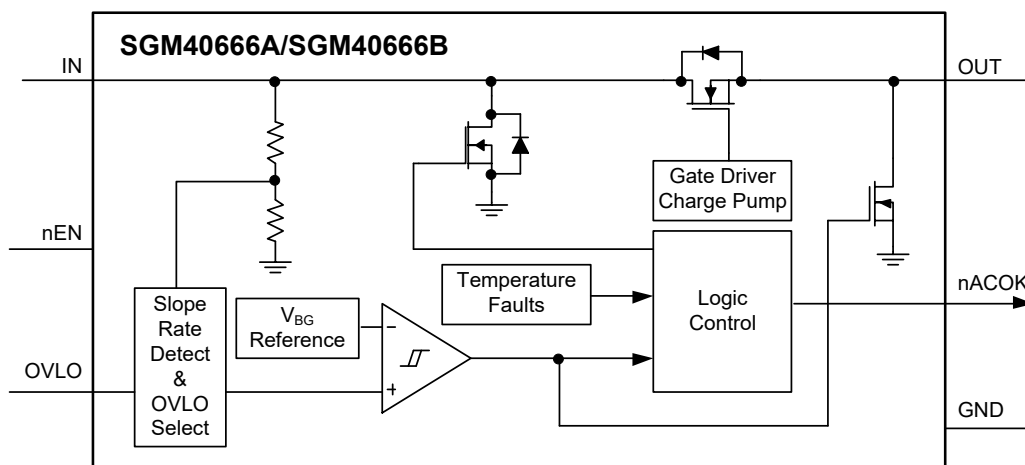 SGM40666A/SGM40666B
IN
OUT
Gate Driver
Charge Pump
nEN
Temperature
Faults
Logic
Control
nACOK
Slope
Rate
Detect
&
OVLO
Select
V_BG
Reference
−
+
OVLO
GND